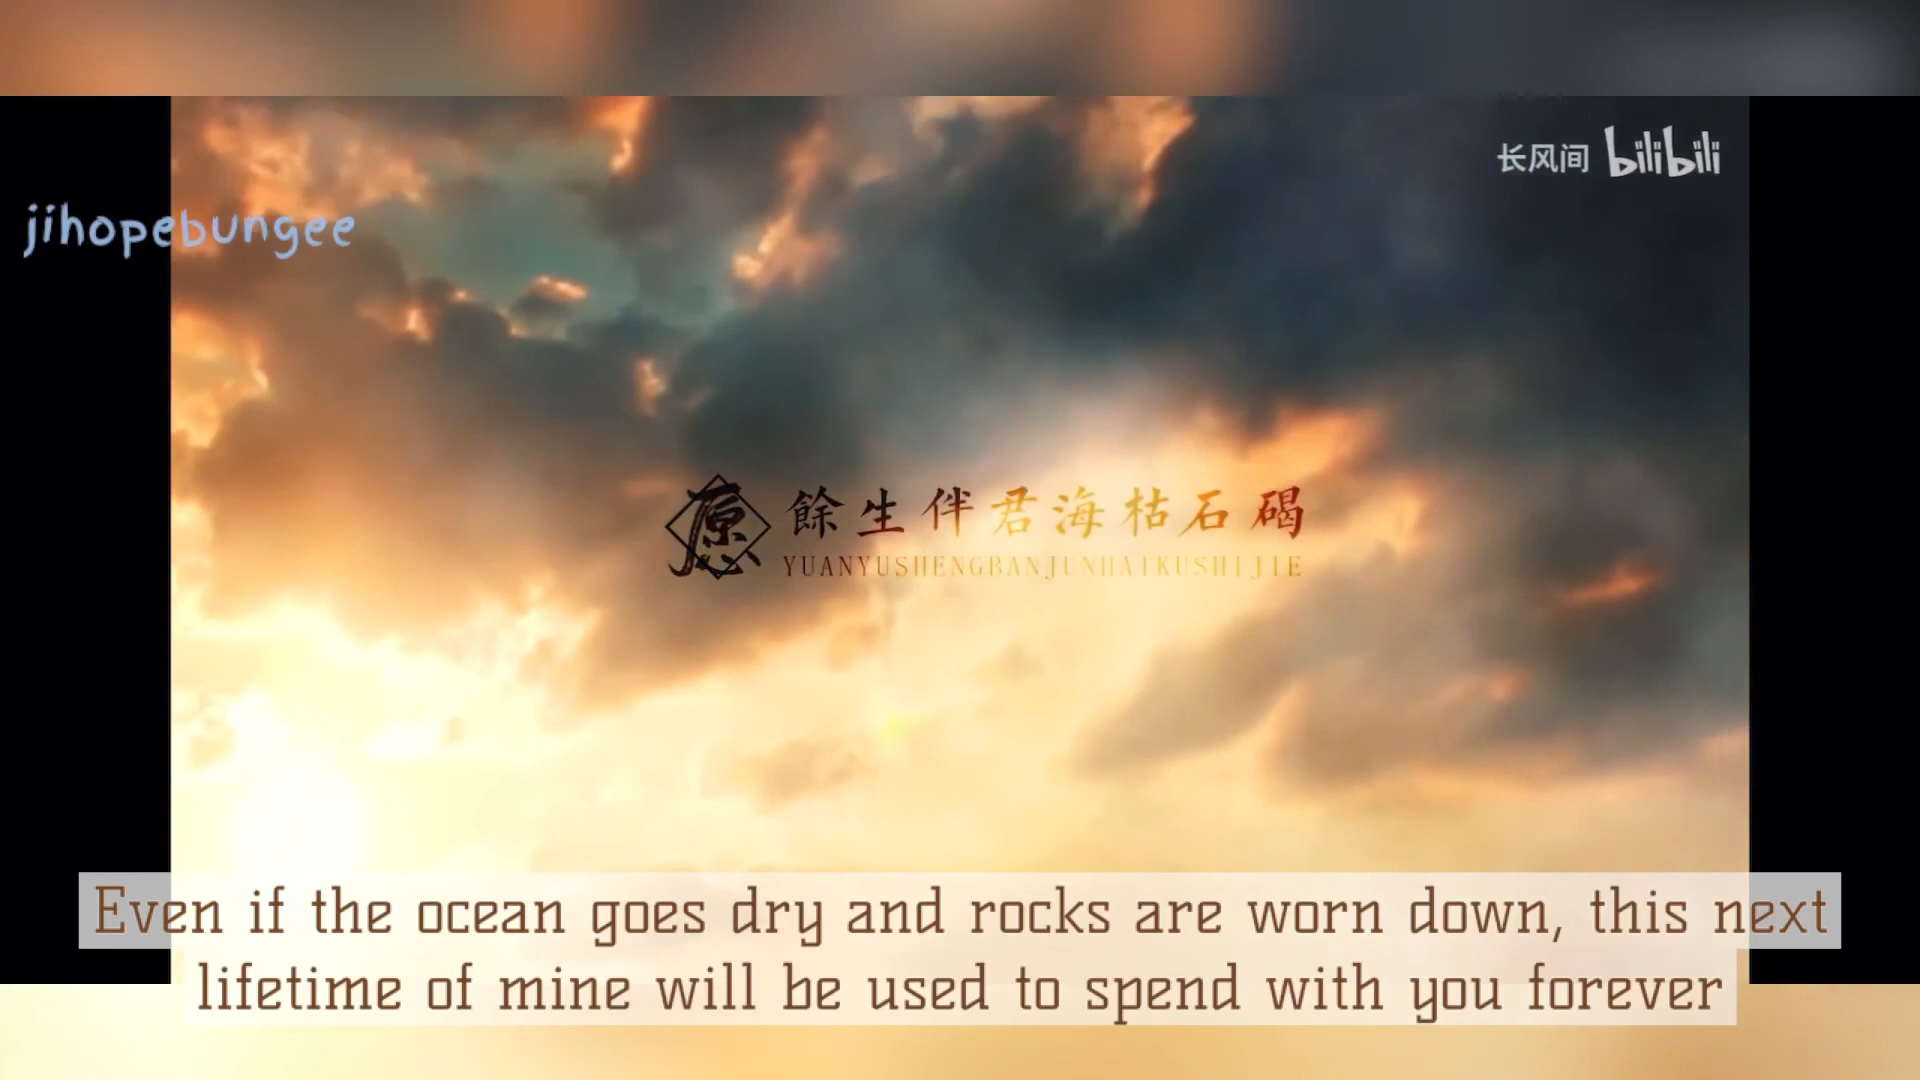 长风间 bilibili
jihopebungee
愿 餘生伴君海枯石碣
YUANYUSHENGBANJUNHAIKUSHIJIE
Even if the ocean goes dry and rocks are worn down, this next
lifetime of mine will be used to spend with you forever